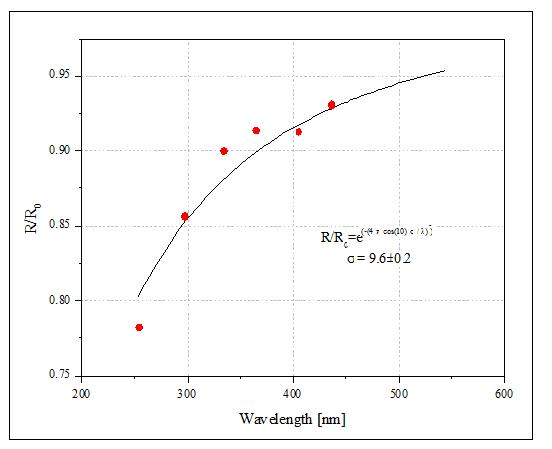 0.95
0.90
0.85
0.80
0.75
R/R0
R/R0=e(-(4 π cos(10) σ / λ)²
σ = 9.6±0.2
200 300 400 500 600
Wavelength [nm]